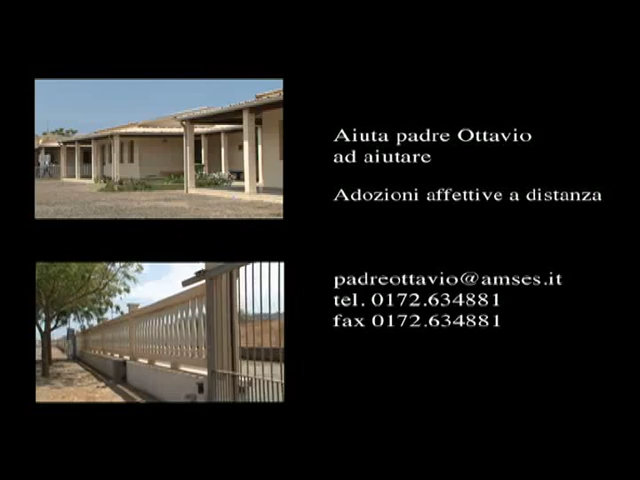 Aiuta padre Ottavio
ad aiutare
Adozioni affettive a distanza
padreottavio@amses.it
tel. 0172.634881
fax 0172.634881